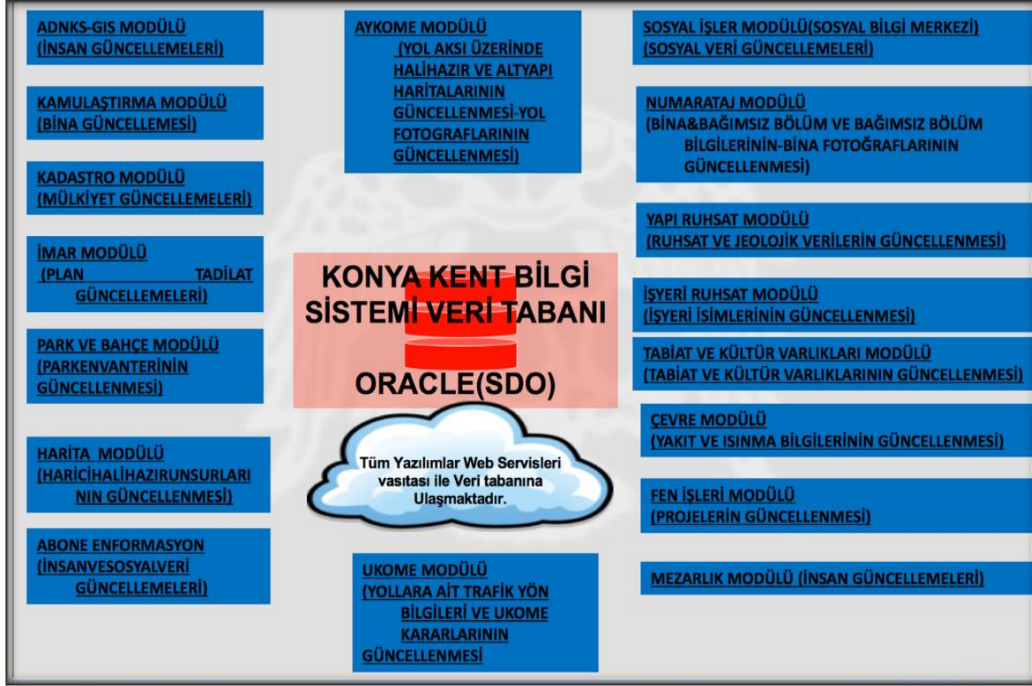 ADNKS-GIS MODÜLÜ
(İNSAN GÜNCELLEMELERİ)
KAMULAŞTIRMA MODÜLÜ
(BİNA GÜNCELLEMESİ)
KADASTRO MODÜLÜ
(MÜLKİYET GÜNCELLEMELERİ)
İMAR MODÜLÜ
(PLAN TADİLAT
GÜNCELLEMELERİ)
PARK VE BAHÇE MODÜLÜ
(PARKENVANTERİNİN
GÜNCELLENMESİ)
HARİTA MODÜLÜ
(HARİCİHALİHAZIRUNSURLARI
NIN GÜNCELLENMESİ)
ABONE ENFORMASYON
(İNSANVESOSYALVERİ
GÜNCELLEMELERİ)
AYKOME MODÜLÜ
(YOL AKSI ÜZERİNDE
HALİHAZIR VE ALTYAPI
HARİTALARININ
GÜNCELLENMESİ-YOL
FOTOGRAFLARININ
GÜNCELLENMESİ)
KONYA KENT BİLGİ
SİSTEMİ VERİ TABANI
ORACLE(SDO)
Tüm Yazılımlar Web Servisleri
vasıtası ile Veri tabanına
Ulaşmaktadır.
UKOME MODÜLÜ
(YOLLARA AİT TRAFİK YÖN
BİLGİLERİ VE UKOME
KARARLARININ
GÜNCELLENMESİ
SOSYAL İŞLER MODÜLÜ(SOSYAL BİLGİ MERKEZİ)
(SOSYAL VERİ GÜNCELLEMELERİ)
NUMARATAJ MODÜLÜ
(BİNA&BAĞIMSIZ BÖLÜM VE BAĞIMSIZ BÖLÜM
BİLGİLERİNİN-BİNA FOTOĞRAFLARININ
GÜNCELLENMESİ)
YAPI RUHSAT MODÜLÜ
(RUHSAT VE JEOLOJİK VERİLERİN GÜNCELLENMESİ)
İŞYERİ RUHSAT MODÜLÜ
(İŞYERİ İSİMLERİNİN GÜNCELLENMESİ)
TABİAT VE KÜLTÜR VARLIKLARI MODÜLÜ
(TABİAT VE KÜLTÜR VARLIKLARININ GÜNCELLENMESİ)
ÇEVRE MODÜLÜ
(YAKIT VE ISINMA BİLGİLERİNİN GÜNCELLENMESİ)
FEN İŞLERİ MODÜLÜ
(PROJELERİN GÜNCELLENMESİ)
MEZARLIK MODÜLÜ (İNSAN GÜNCELLEMELERİ)